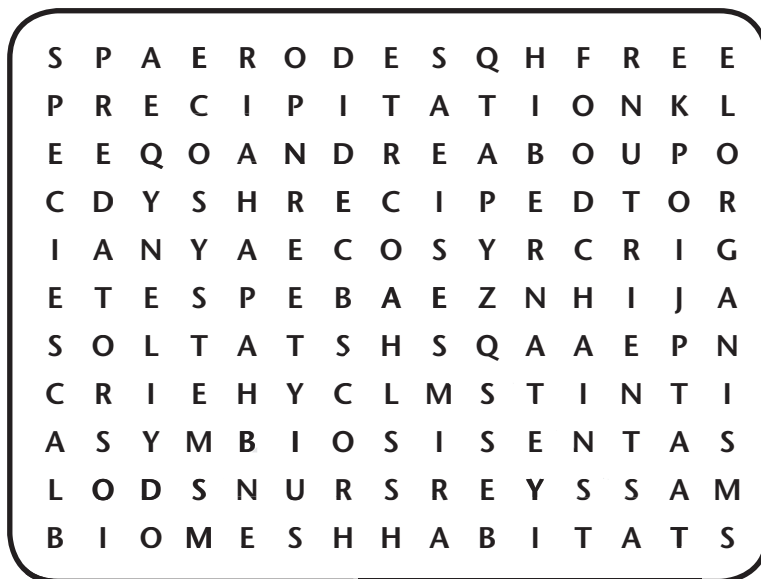 S P A E R O D E S Q H F R E E
P R E C I P I T A T I O N K L
E E Q O A N D R E A B O U P O
C D Y S H R E C I P E D T O R
I A N Y A E C O S Y R C R I G
E T E S P E B A E Z N H I J A
S O L T A T S H S Q A A E P N
C R I E H Y C L M S T I N T I
A S Y M B I O S I S E N T A S
L O D S N U R S R E Y S S A M
B I O M E S H H A B I T A T S